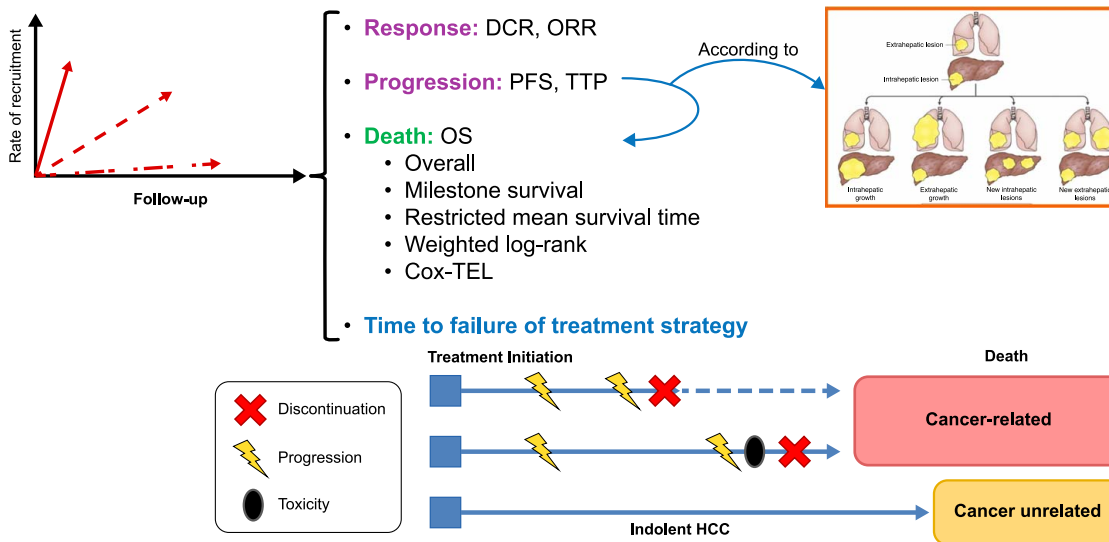 Rate of recruitment
Follow-up
• Response: DCR, ORR
• Progression: PFS, TTP
• Death: OS
• Overall
• Milestone survival
• Restricted mean survival time
• Weighted log-rank
• Cox-TEL
• Time to failure of treatment strategy
According to
Extrahepatic lesion
Intrahepatic lesion
Intrahepatic
growth
Extrahepatic
growth
New intrahepatic
lesions
New extrahepatic
lesions
Treatment Initiation
Death
Discontinuation
Progression
Toxicity
Cancer-related
Indolent HCC
Cancer unrelated